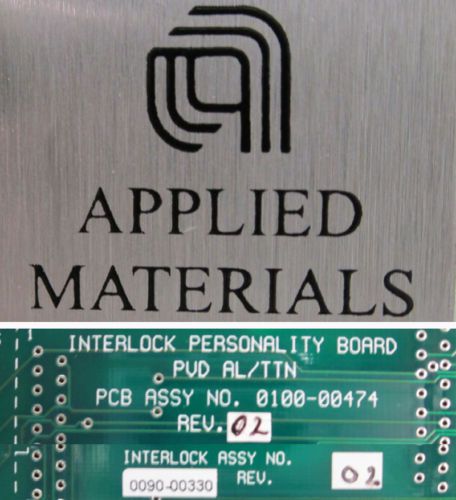 APPLIED
MATERIALS
INTERLOCK PERSONALITY BOARD
PVD AL/TTN
PCB ASSY NO. 0100-00474
REV. 02
INTERLOCK ASSY NO.
0090-00330 REV. 02